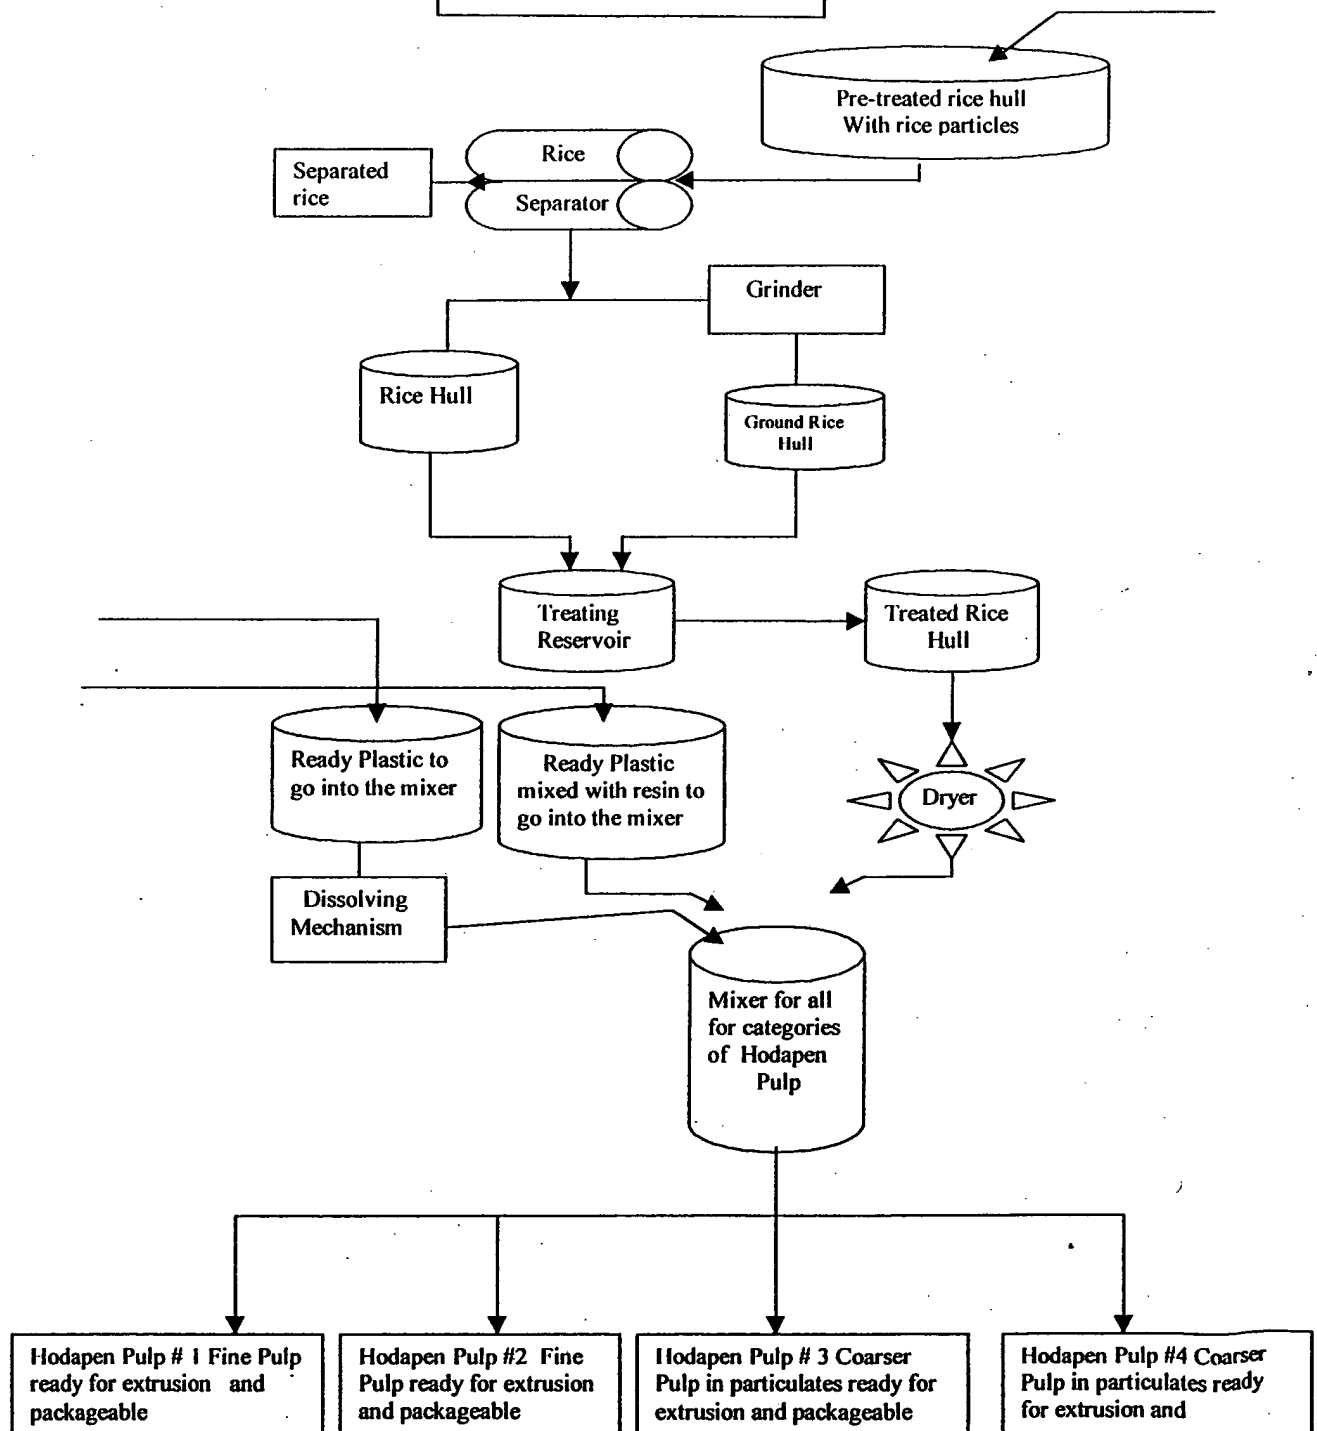 Pre-treated rice hull
With rice particles
Rice
Separator
Separated
rice
Grinder
Rice Hull
Ground Rice
Hull
Treating
Reservoir
Treated Rice
Hull
Ready Plastic to
go into the mixer
Ready Plastic
mixed with resin to
go into the mixer
Dryer
Dissolving
Mechanism
Mixer for all
for categories
of Hodapen
Pulp
Hodapen Pulp # 1 Fine Pulp
ready for extrusion and
packageable
Hodapen Pulp #2 Fine
Pulp ready for extrusion
and packageable
Hodapen Pulp # 3 Coarser
Pulp in particulates ready for
extrusion and packageable
Hodapen Pulp #4 Coarser
Pulp in particulates ready
for extrusion and